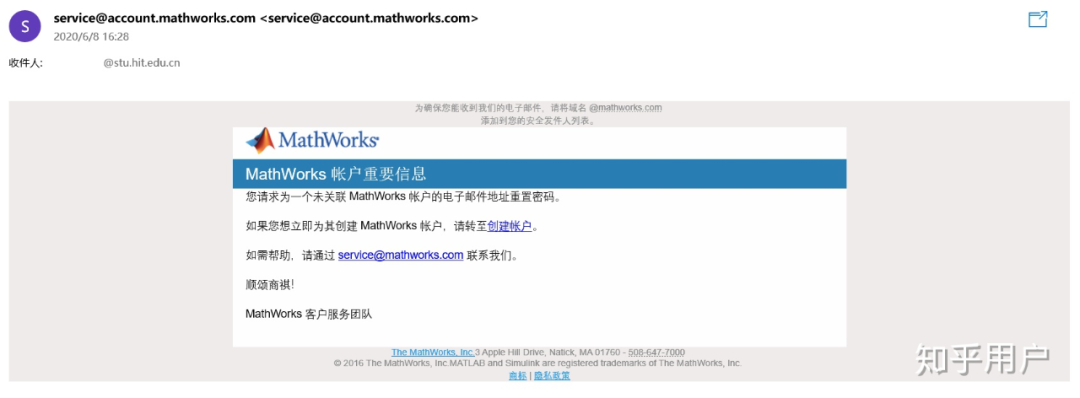 S
service@account.mathworks.com <service@account.mathworks.com>
2020/6/8 16:28
收件人: @stu.hit.edu.cn
为确保您能收到我们的电子邮件，请将域名 @mathworks.com
添加到您的安全发件人列表。
MathWorks
MathWorks 帐户重要信息
您请求为一个未关联 MathWorks 帐户的电子邮件地址重置密码。
如果您想立即为其创建 MathWorks 帐户，请转至创建帐户。
如需帮助，请通过 service@mathworks.com 联系我们。
顺颂商祺！
MathWorks 客户服务团队
The MathWorks, Inc.3 Apple Hill Drive, Natick, MA 01760 - 508-647-7000
© 2016 The MathWorks, Inc.MATLAB and Simulink are registered trademarks of The MathWorks, Inc.
商标 | 隐私政策
知乎用户